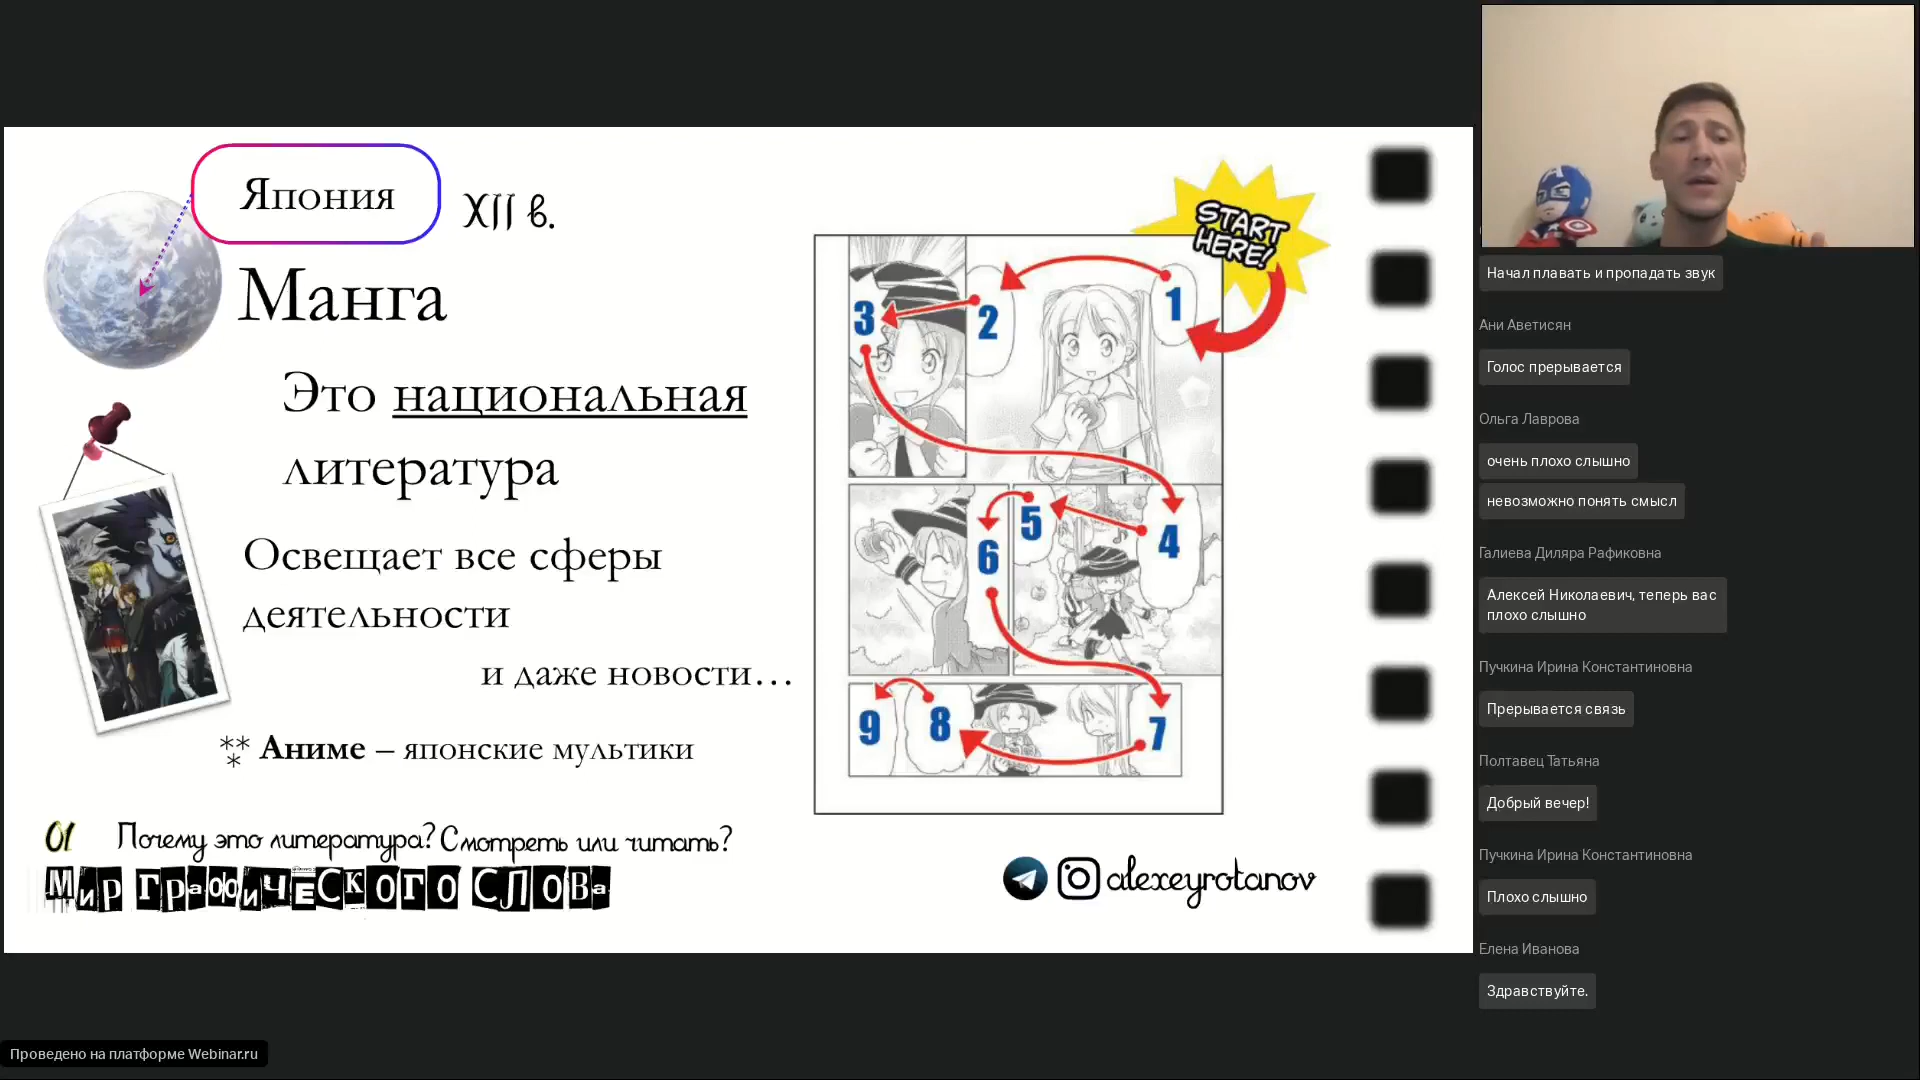 Япония
XII в.
Манга
Это национальная
литература
Освещает все сферы
деятельности
и даже новости...
*** Аниме – японские мультики
01 Почему это литература? Смотреть или читать?
Мир графического слова
START
HERE!
1
2
3
4
5
6
7
8
9
alexeyrotanov
Начал плавать и пропадать звук
Ани Аветисян
Голос прерывается
Ольга Лаврова
очень плохо слышно
невозможно понять смысл
Галиева Диляра Рафиковна
Алексей Николаевич, теперь вас
плохо слышно
Пучкина Ирина Константиновна
Прерывается связь
Полтавец Татьяна
Добрый вечер!
Пучкина Ирина Константиновна
Плохо слышно
Елена Иванова
Здравствуйте.
Проведено на платформе Webinar.ru